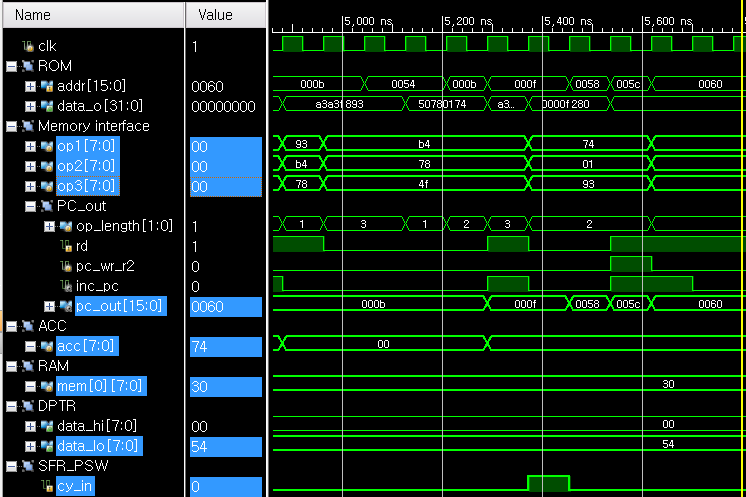 Name Value 5,000 ns 5,200 ns 5,400 ns 5,600 ns
clk 1
ROM
addr[15:0] 0060 000b 0054 000b 000f 0058 005c 0060
data_o[31:0] 00000000 a3a3f893 50780174 a3... 0000f280
Memory interface
op1[7:0] 00 93 b4 74
op2[7:0] 00 b4 78 01
op3[7:0] 00 78 4f 93
PC_out
op_length[1:0] 1 1 3 1 2 3 2
rd 1
pc_wr_r2 0
inc_pc 0
pc_out[15:0] 0060 000b 000f 0058 005c 0060
ACC
acc[7:0] 74 00
RAM
mem[0][7:0] 30 30
DPTR
data_hi[7:0] 00 00
data_lo[7:0] 54 54
SFR_PSW
cy_in 0